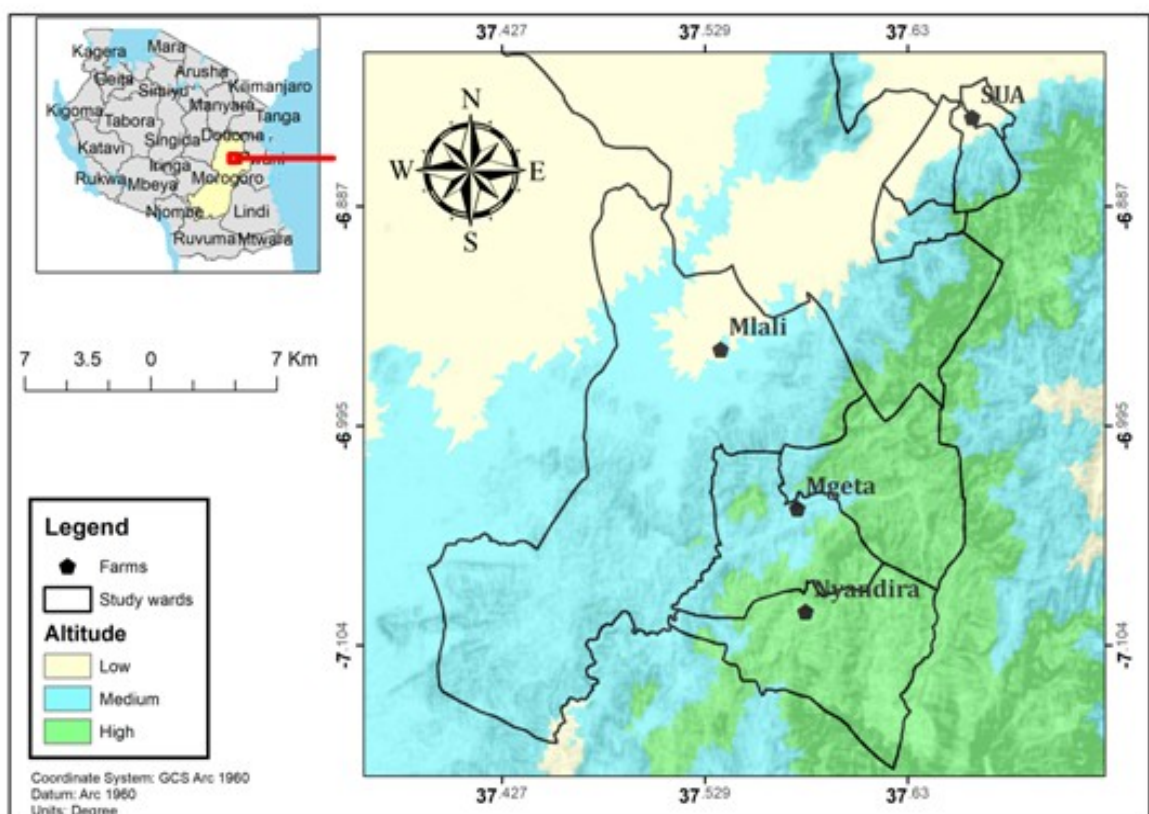 37.427 37.529 37.63
Kagera
Mara
Geita
Simiyu
Arusha
Kilimanjaro
Kigoma
Tabora
Manyara
Tanga
Singida
Dodoma
Katavi
Iringa
Rukwa
Mbeya
Morogoro
Njombe
Lindi
Ruvuma
Mtwara
N
W E
S
SUA
-6.887
-6.887
Mlali
7 3.5 0 7 Km
-6.995
-6.995
Mgeta
Legend
Farms
Study wards
Nyandira
Altitude
Low
Medium
High
-7.104
-7.104
Coordinate System: GCS Arc 1960
Datum: Arc 1960
Units: Degree
37.427 37.529 37.63